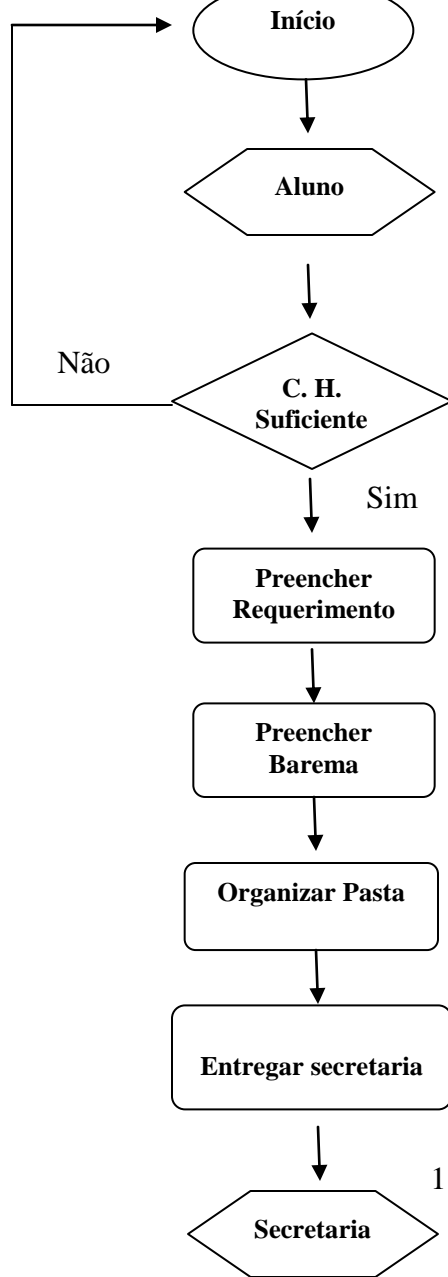 Início
Aluno
Não
C. H.
Suficiente
Sim
Preencher
Requerimento
Preencher
Barema
Organizar Pasta
Entregar secretaria
1
Secretaria